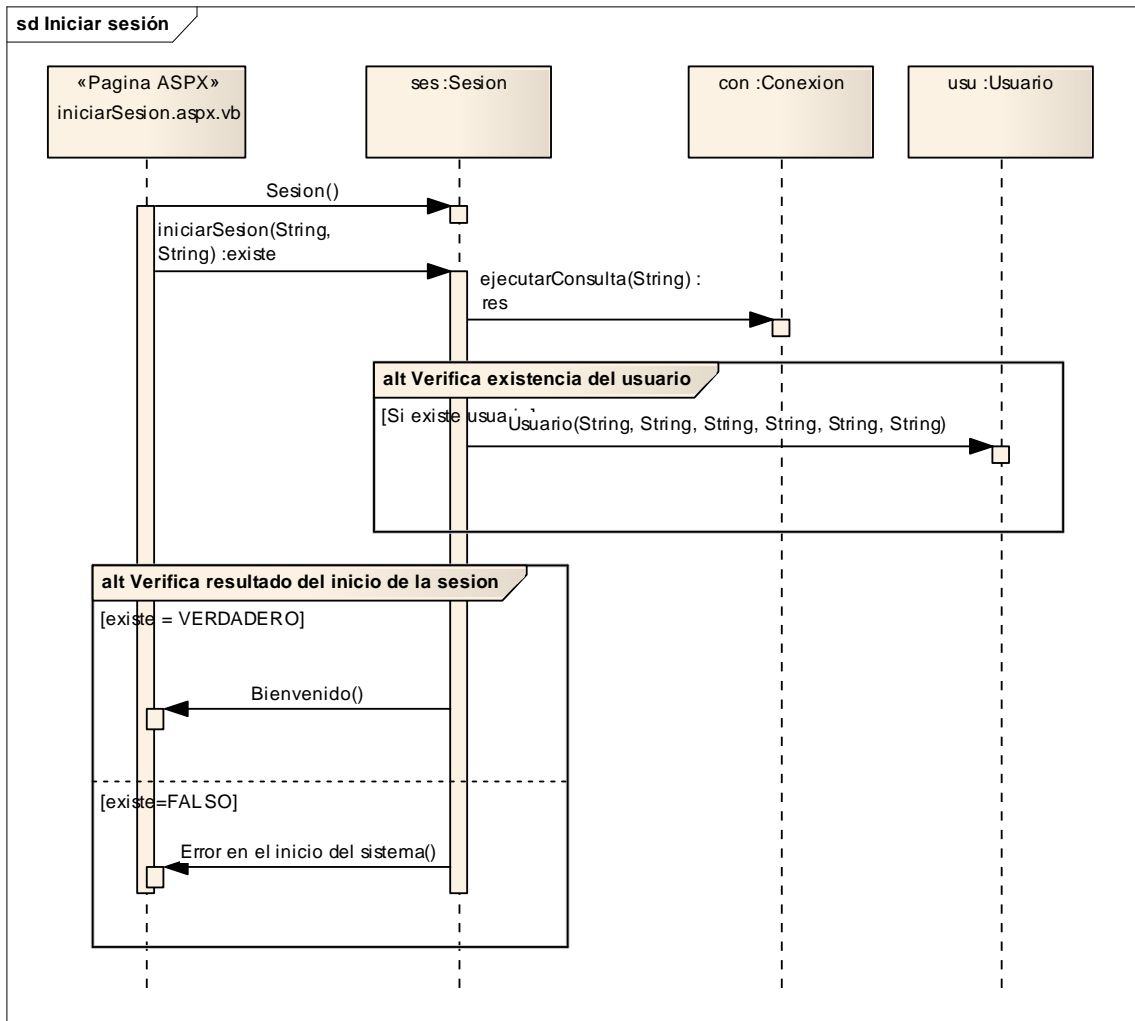 sd Iniciar sesión
«Pagina ASPX»
iniciarSesion.aspx.vb
ses :Sesion
con :Conexion
usu :Usuario
Sesion()
iniciarSesion(String,
String) :existe
ejecutarConsulta(String) :
res
alt Verifica existencia del usuario
[Si existe
Usuario(String, String, String, String, String, String)
alt Verifica resultado del inicio de la sesion
[existe = VERDADERO]
Bienvenido()
[existe=FALSO]
Error en el inicio del sistema()